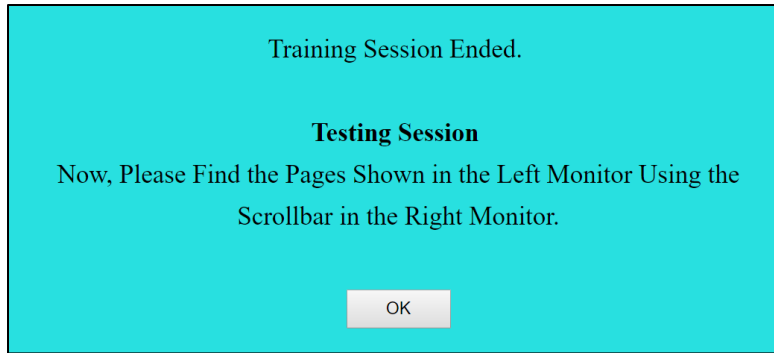 Training Session Ended.
Testing Session
Now, Please Find the Pages Shown in the Left Monitor Using the
Scrollbar in the Right Monitor.
OK